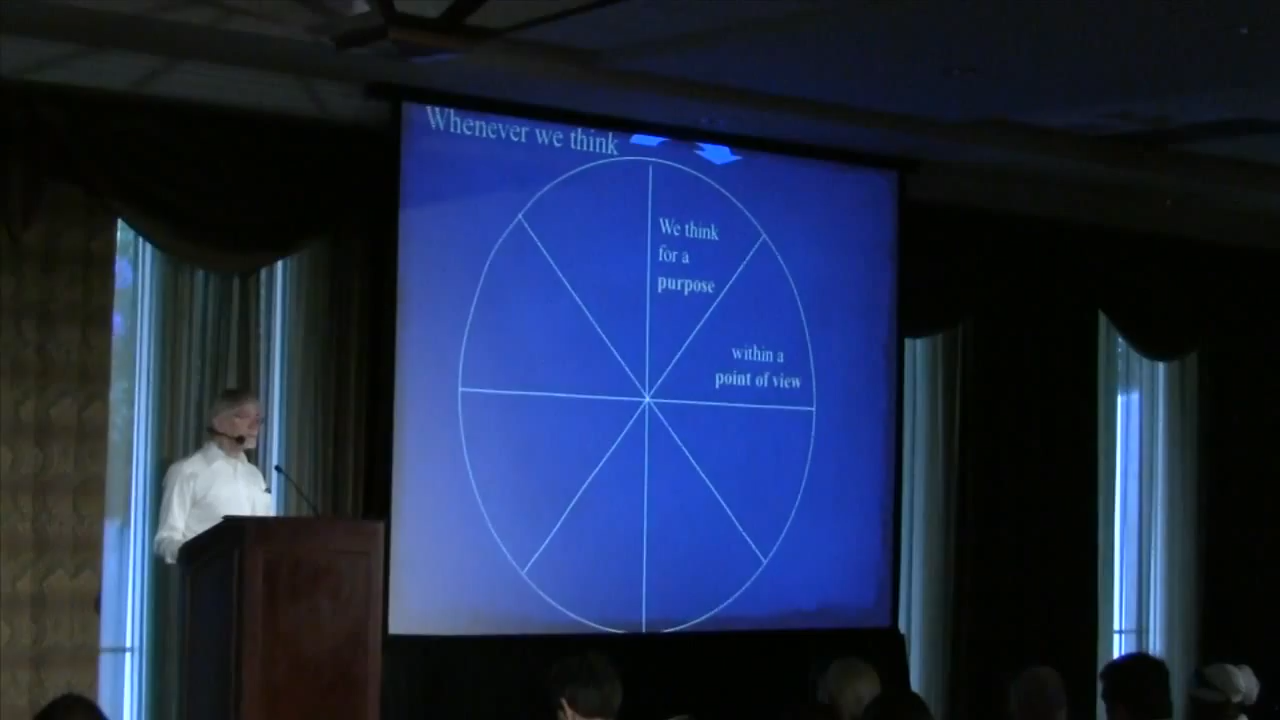 Whenever we think
We think
for a
purpose
within a
point of view